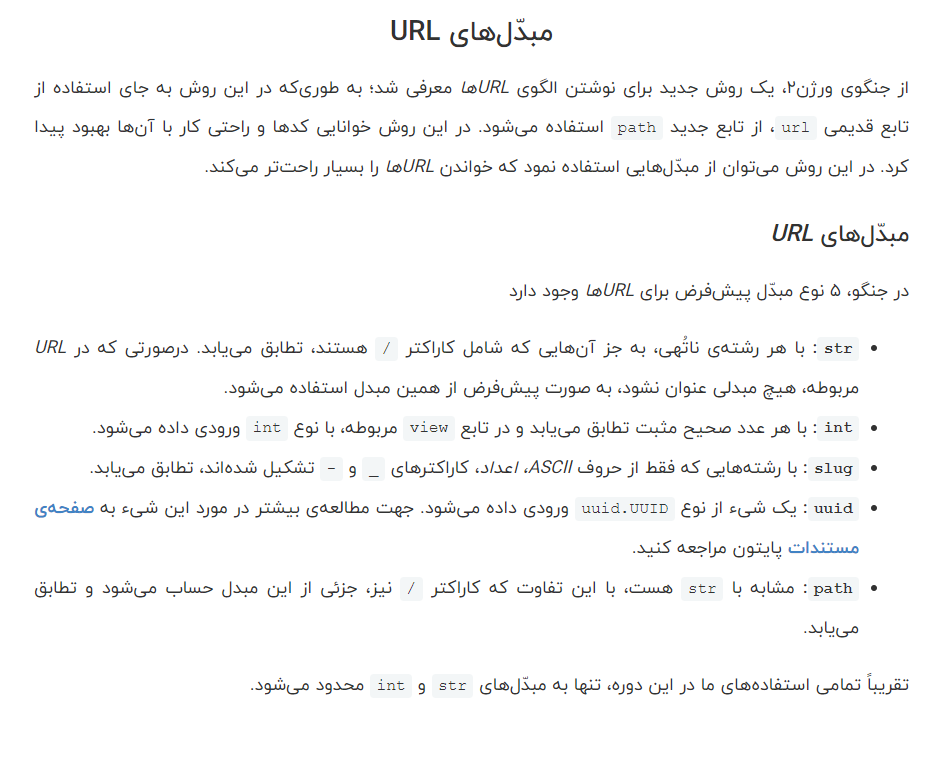 مبدّل‌های URL
از جنگوی ورژن۲، یک روش جدید برای نوشتن الگوی URLها معرفی شد؛ به طوری‌که در این روش به جای استفاده از
تابع قدیمی url، از تابع جدید path استفاده می‌شود. در این روش خوانایی کدها و راحتی کار با آن‌ها بهبود پیدا
کرد. در این روش می‌توان از مبدّل‌هایی استفاده نمود که خواندن URLها را بسیار راحت‌تر می‌کند.
مبدّل‌های URL
در جنگو، ۵ نوع مبدّل پیش‌فرض برای URLها وجود دارد
• str: با هر رشته‌ی ناتُهی، به جز آن‌هایی که شامل کاراکتر / هستند، تطابق می‌یابد. درصورتی که در URL
مربوطه، هیچ مبدلی عنوان نشود، به صورت پیش‌فرض از همین مبدل استفاده می‌شود.
• int: با هر عدد صحیح مثبت تطابق می‌یابد و در تابع view مربوطه، با نوع int ورودی داده می‌شود.
• slug: با رشته‌هایی که فقط از حروف ASCII، اعداد، کاراکترهای _ و - تشکیل شده‌اند، تطابق می‌یابد.
• uuid: یک شیء از نوع uuid.UUID ورودی داده می‌شود. جهت مطالعه‌ی بیشتر در مورد این شیء به صفحه‌ی
مستندات پایتون مراجعه کنید.
• path: مشابه با str هست، با این تفاوت که کاراکتر / نیز، جزئی از این مبدل حساب می‌شود و تطابق
می‌یابد.
تقریباً تمامی استفاده‌های ما در این دوره، تنها به مبدّل‌های str و int محدود می‌شود.